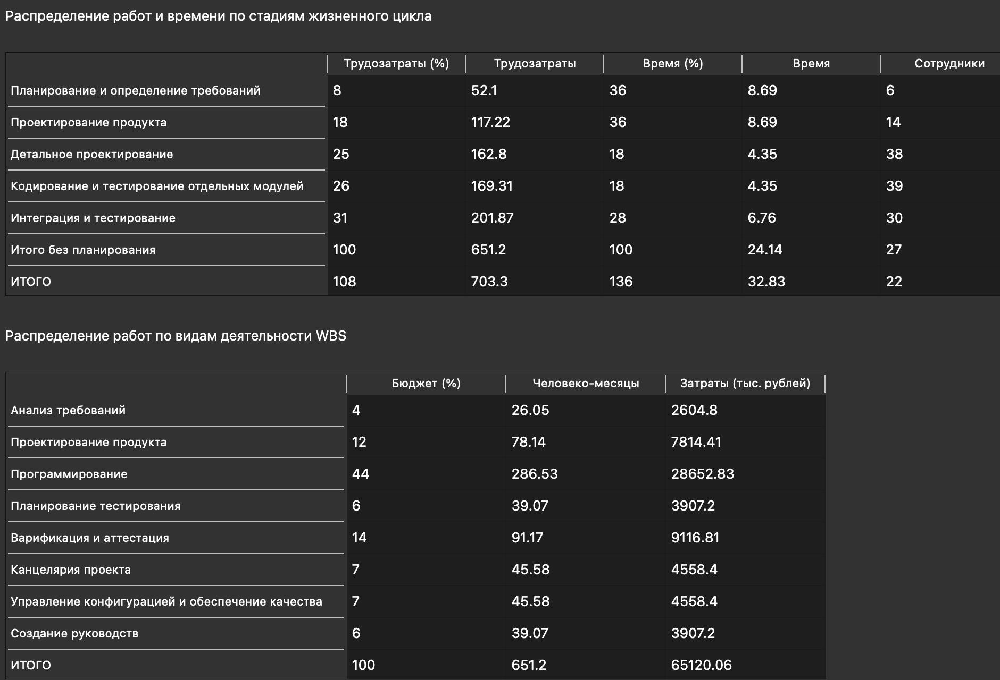 Распределение работ и времени по стадиям жизненного цикла
Трудозатраты (%) Трудозатраты Время (%) Время Сотрудники
Планирование и определение требований 8 52.1 36 8.69 6
Проектирование продукта 18 117.22 36 8.69 14
Детальное проектирование 25 162.8 18 4.35 38
Кодирование и тестирование отдельных модулей 26 169.31 18 4.35 39
Интеграция и тестирование 31 201.87 28 6.76 30
Итого без планирования 100 651.2 100 24.14 27
ИТОГО 108 703.3 136 32.83 22
Распределение работ по видам деятельности WBS
Бюджет (%) Человеко-месяцы Затраты (тыс. рублей)
Анализ требований 4 26.05 2604.8
Проектирование продукта 12 78.14 7814.41
Программирование 44 286.53 28652.83
Планирование тестирования 6 39.07 3907.2
Варификация и аттестация 14 91.17 9116.81
Канцелярия проекта 7 45.58 4558.4
Управление конфигурацией и обеспечение качества 7 45.58 4558.4
Создание руководств 6 39.07 3907.2
ИТОГО 100 651.2 65120.06